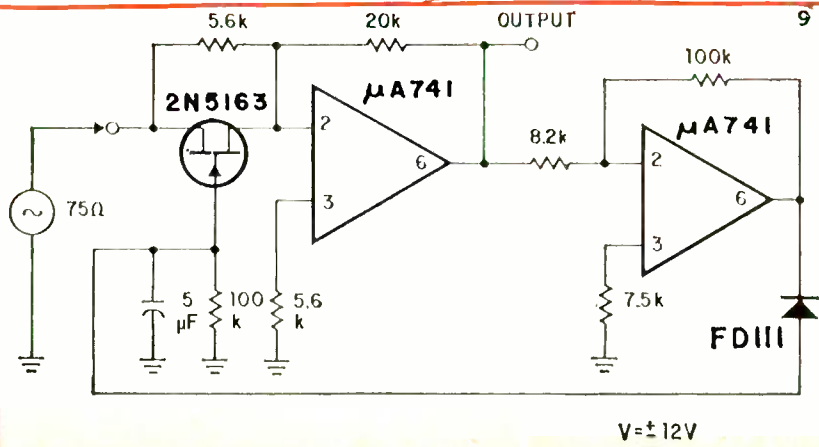 9
5.6k
20k
OUTPUT
100k
2N5163
μA741
8.2k
μA741
2
6
3
2
6
3
75Ω
5
μF
100
k
5.6
k
7.5k
FD111
V=±12V